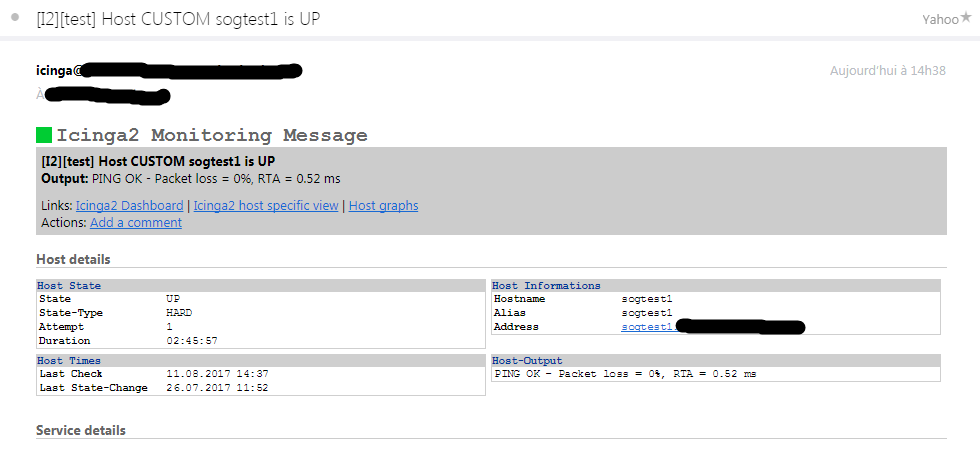 [I2][test] Host CUSTOM sogtest1 is UP
Yahoo
icinga@
Aujourd'hui à 14h38
À
Icinga2 Monitoring Message
[I2][test] Host CUSTOM sogtest1 is UP
Output: PING OK - Packet loss = 0%, RTA = 0.52 ms
Links: Icinga2 Dashboard | Icinga2 host specific view | Host graphs
Actions: Add a comment
Host details
Host State
State UP
State-Type HARD
Attempt 1
Duration 02:45:57
Host Informations
Hostname sogtest1
Alias sogtest1
Address sogtest1.
Host Times
Last Check 11.08.2017 14:37
Last State-Change 26.07.2017 11:52
Host-Output
PING OK - Packet loss = 0%, RTA = 0.52 ms
Service details